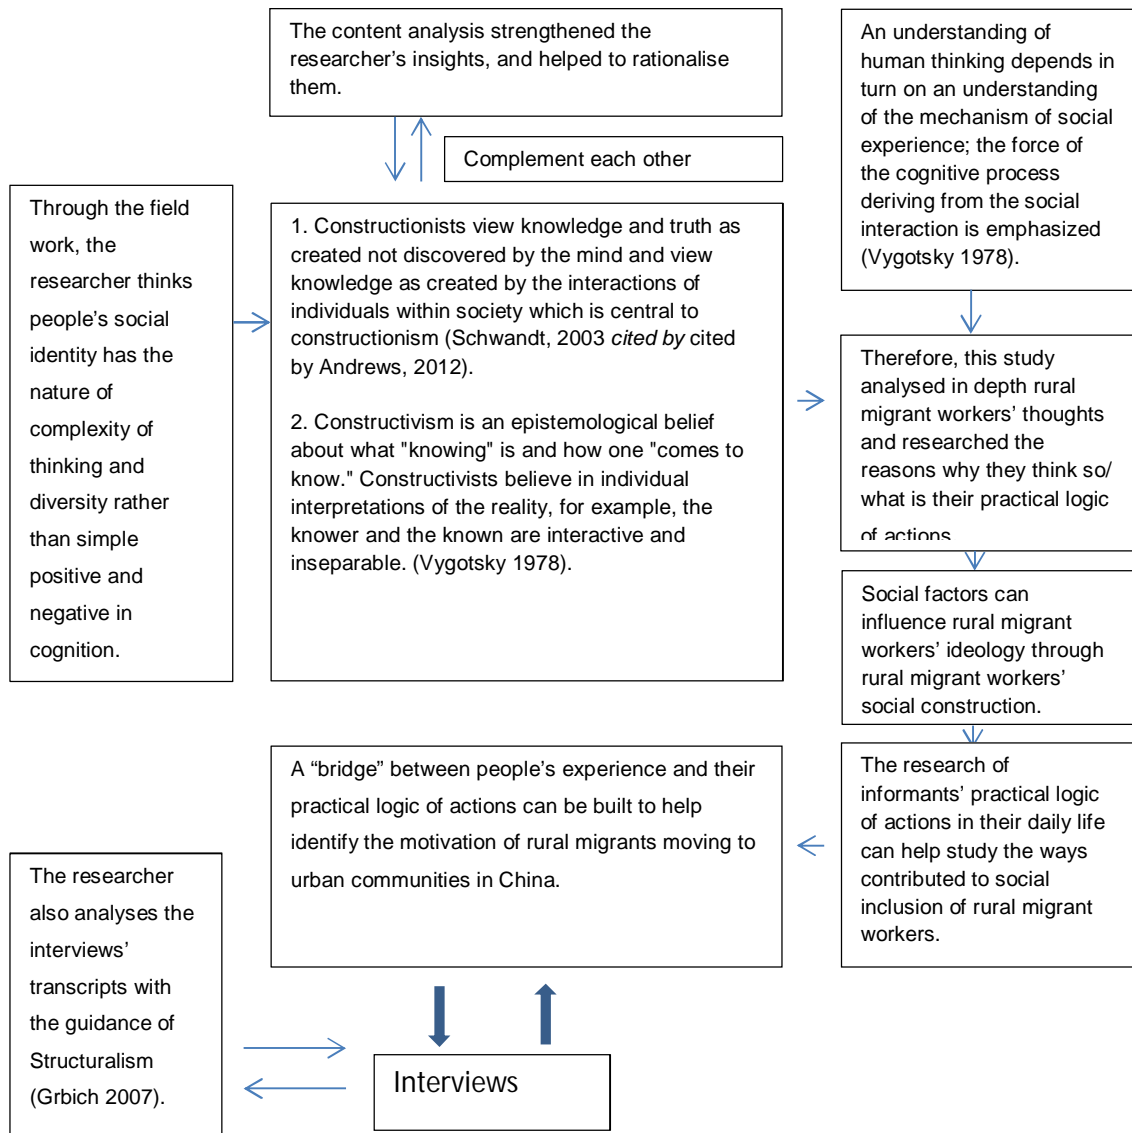 The content analysis strengthened the
researcher's insights, and helped to rationalise
them.
Complement each other
An understanding of
human thinking depends in
turn on an understanding
of the mechanism of social
experience; the force of
the cognitive process
deriving from the social
interaction is emphasized
(Vygotsky 1978).
Through the field
work, the
researcher thinks
people's social
identity has the
nature of
complexity of
thinking and
diversity rather
than simple
positive and
negative in
cognition.
1. Constructionists view knowledge and truth as
created not discovered by the mind and view
knowledge as created by the interactions of
individuals within society which is central to
constructionism (Schwandt, 2003 cited by cited
by Andrews, 2012).
2. Constructivism is an epistemological belief
about what "knowing" is and how one "comes to
know." Constructivists believe in individual
interpretations of the reality, for example, the
knower and the known are interactive and
inseparable. (Vygotsky 1978).
Therefore, this study
analysed in depth rural
migrant workers' thoughts
and researched the
reasons why they think so/
what is their practical logic
of actions
Social factors can
influence rural migrant
workers' ideology through
rural migrant workers'
social construction.
The research of
informants' practical logic
of actions in their daily life
can help study the ways
contributed to social
inclusion of rural migrant
workers.
A “bridge” between people's experience and their
practical logic of actions can be built to help
identify the motivation of rural migrants moving to
urban communities in China.
The researcher
also analyses the
interviews'
transcripts with
the guidance of
Structuralism
(Grbich 2007).
Interviews